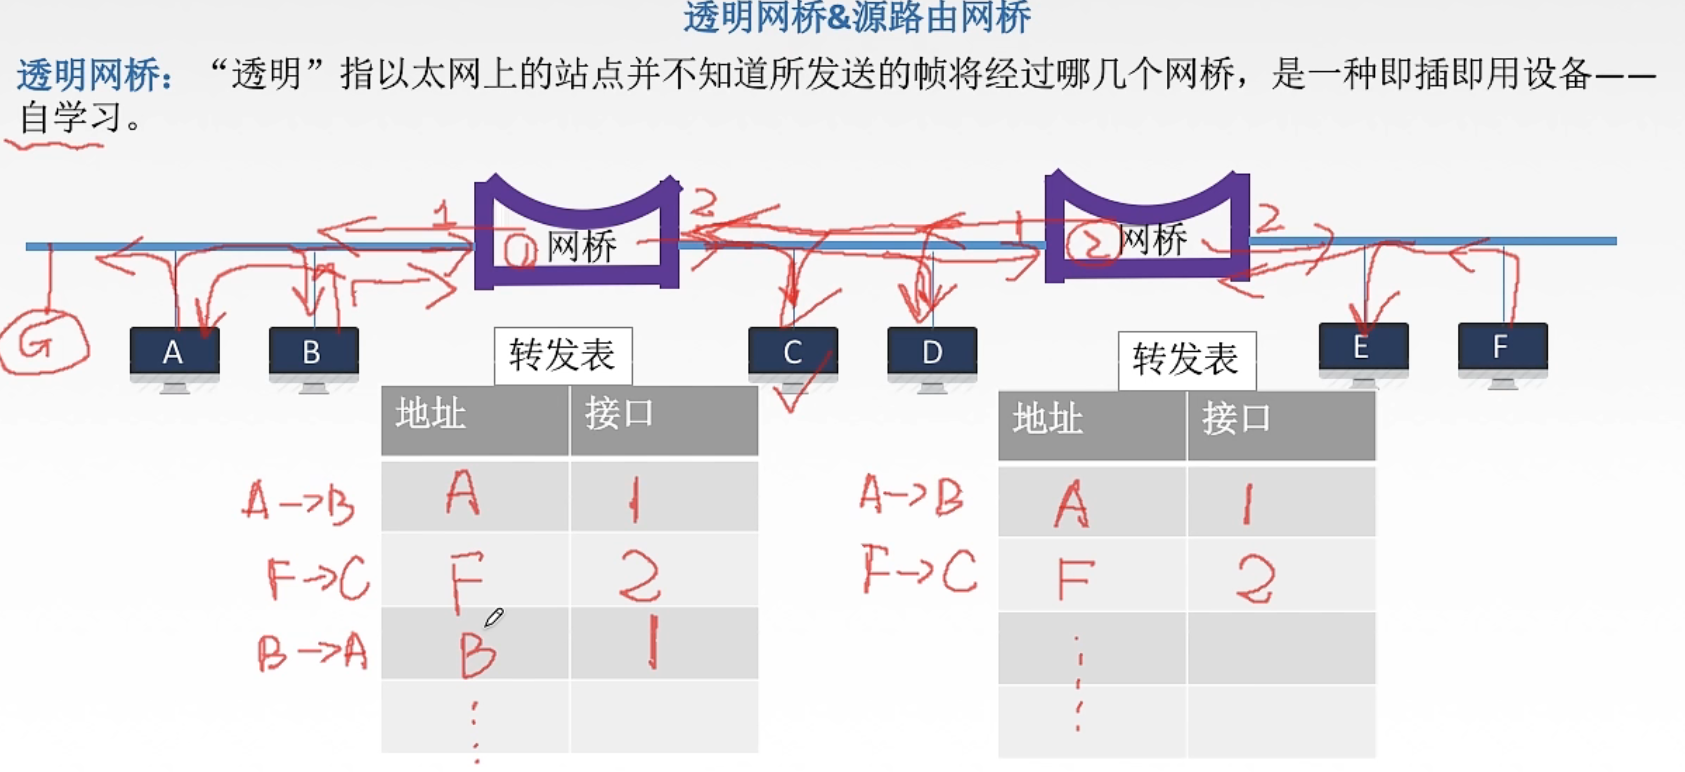 透明网桥&源路由网桥
透明网桥：“透明”指以太网上的站点并不知道所发送的帧将经过哪几个网桥，是一种即插即用设备——
自学习。
1 2 1 2
① 网桥 ② 网桥
G A B C D E F
转发表 转发表
地址 接口 地址 接口
A→B A 1 A→B A 1
F→C F 2 F→C F 2
B→A B 1